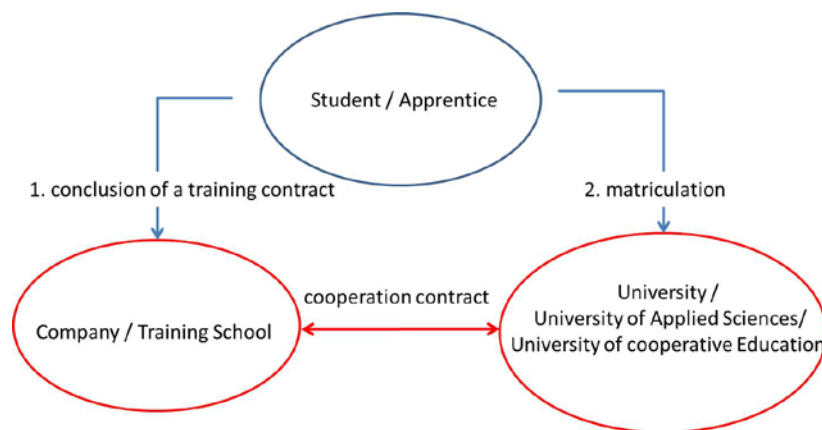 Student / Apprentice
1. conclusion of a training contract
2. matriculation
cooperation contract
Company / Training School
University /
University of Applied Sciences/
University of cooperative Education